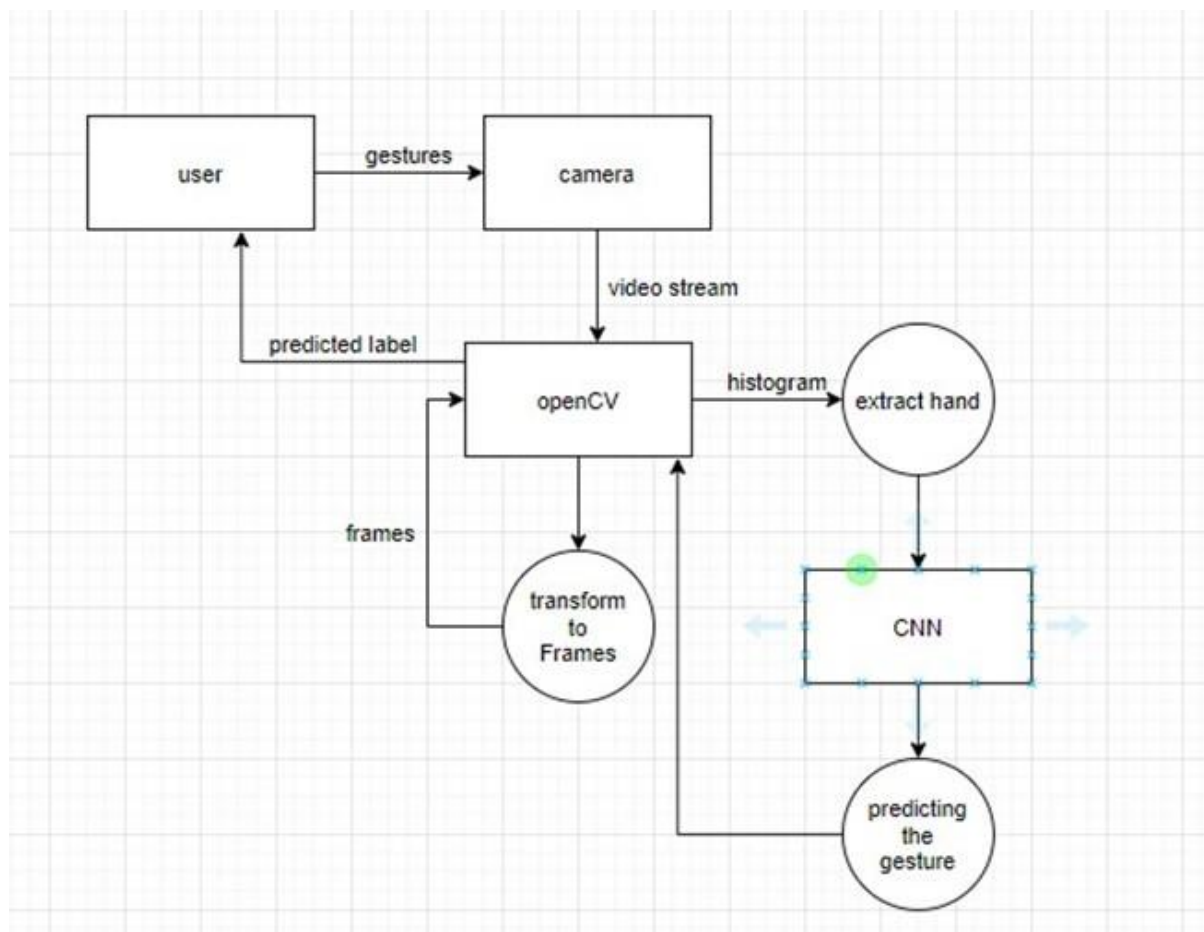 gestures
user
camera
video stream
predicted label
histogram
openCV
extract hand
frames
transform
to
Frames
CNN
predicting
the
gesture